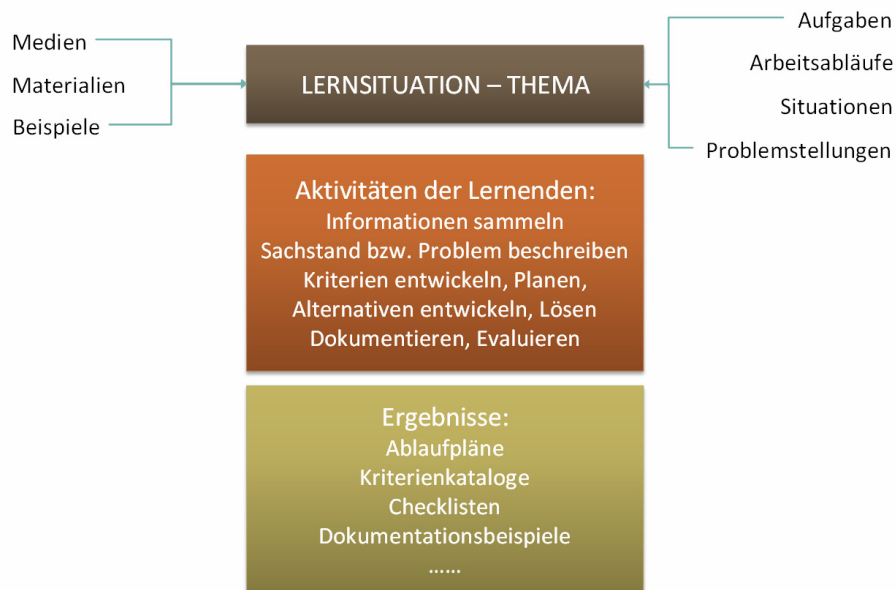 Medien
Materialien
Beispiele
LERNSITUATION – THEMA
Aufgaben
Arbeitsabläufe
Situationen
Problemstellungen
Aktivitäten der Lernenden:
Informationen sammeln
Sachstand bzw. Problem beschreiben
Kriterien entwickeln, Planen,
Alternativen entwickeln, Lösen
Dokumentieren, Evaluieren
Ergebnisse:
Ablaufpläne
Kriterienkataloge
Checklisten
Dokumentationsbeispiele
......